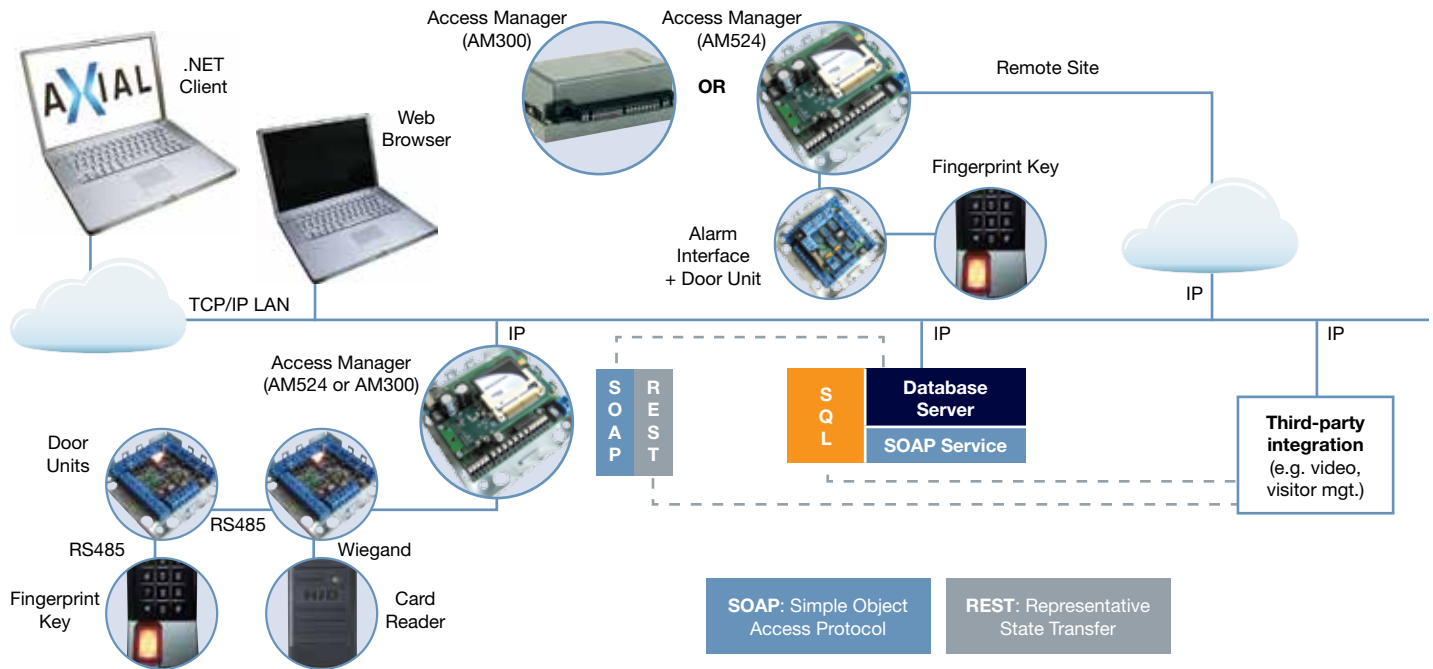 Access Manager
(AM300)
OR
Access Manager
(AM524)
Remote Site
AXIAL
.NET
Client
Web
Browser
Fingerprint Key
Alarm
Interface
+ Door Unit
TCP/IP LAN
IP
IP
IP
IP
Access Manager
(AM524 or AM300)
SOAP
REST
SQL
Database
Server
SOAP Service
Third-party
integration
(e.g. video,
visitor mgt.)
Door
Units
RS485
RS485
Wiegand
Fingerprint
Key
HID
Card
Reader
SOAP: Simple Object
Access Protocol
REST: Representative
State Transfer